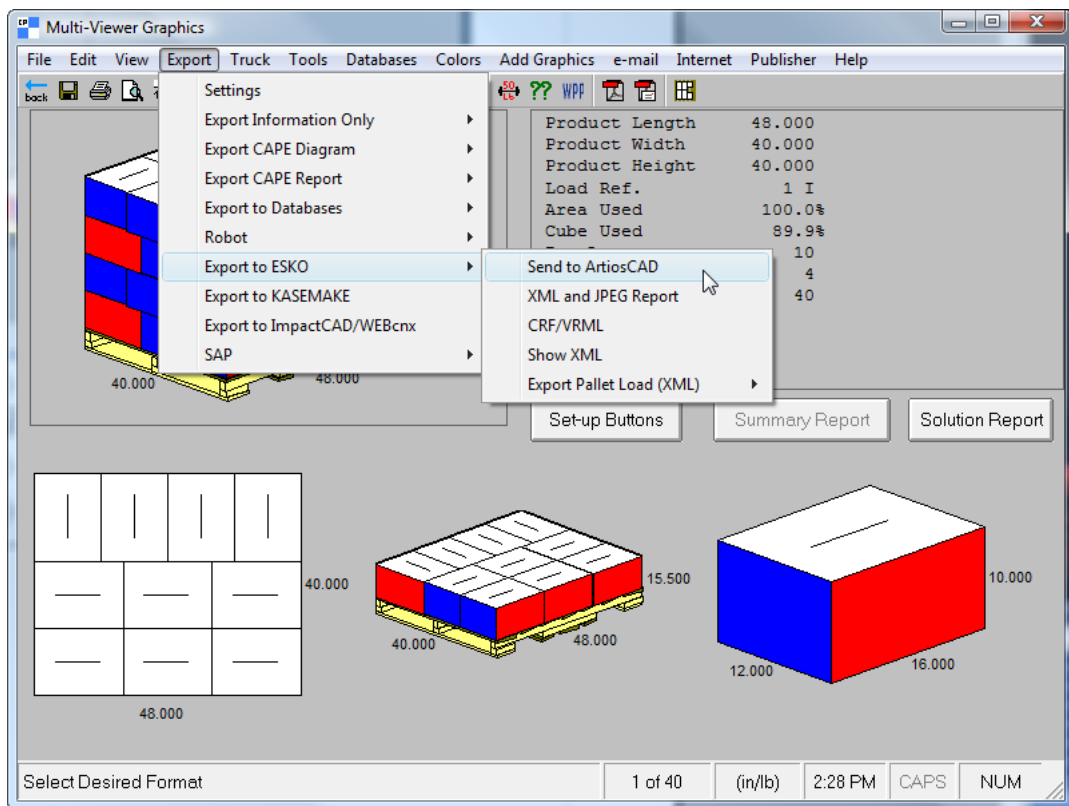 CP Multi-Viewer Graphics
File Edit View Export Truck Tools Databases Colors Add Graphics e-mail Internet Publisher Help
back ?? WPP
Settings
Export Information Only
Export CAPE Diagram
Export CAPE Report
Export to Databases
Robot
Export to ESKO
Export to KASEMAKE
Export to ImpactCAD/WEBcnx
SAP
Send to ArtiosCAD
XML and JPEG Report
CRF/VRML
Show XML
Export Pallet Load (XML)
Product Length 48.000
Product Width 40.000
Product Height 40.000
Load Ref. 1 I
Area Used 100.0%
Cube Used 89.9%
10
4
40
40.000 48.000
Set-up Buttons Summary Report Solution Report
40.000
48.000
15.500
40.000 48.000
10.000
12.000 16.000
Select Desired Format 1 of 40 (in/lb) 2:28 PM CAPS NUM